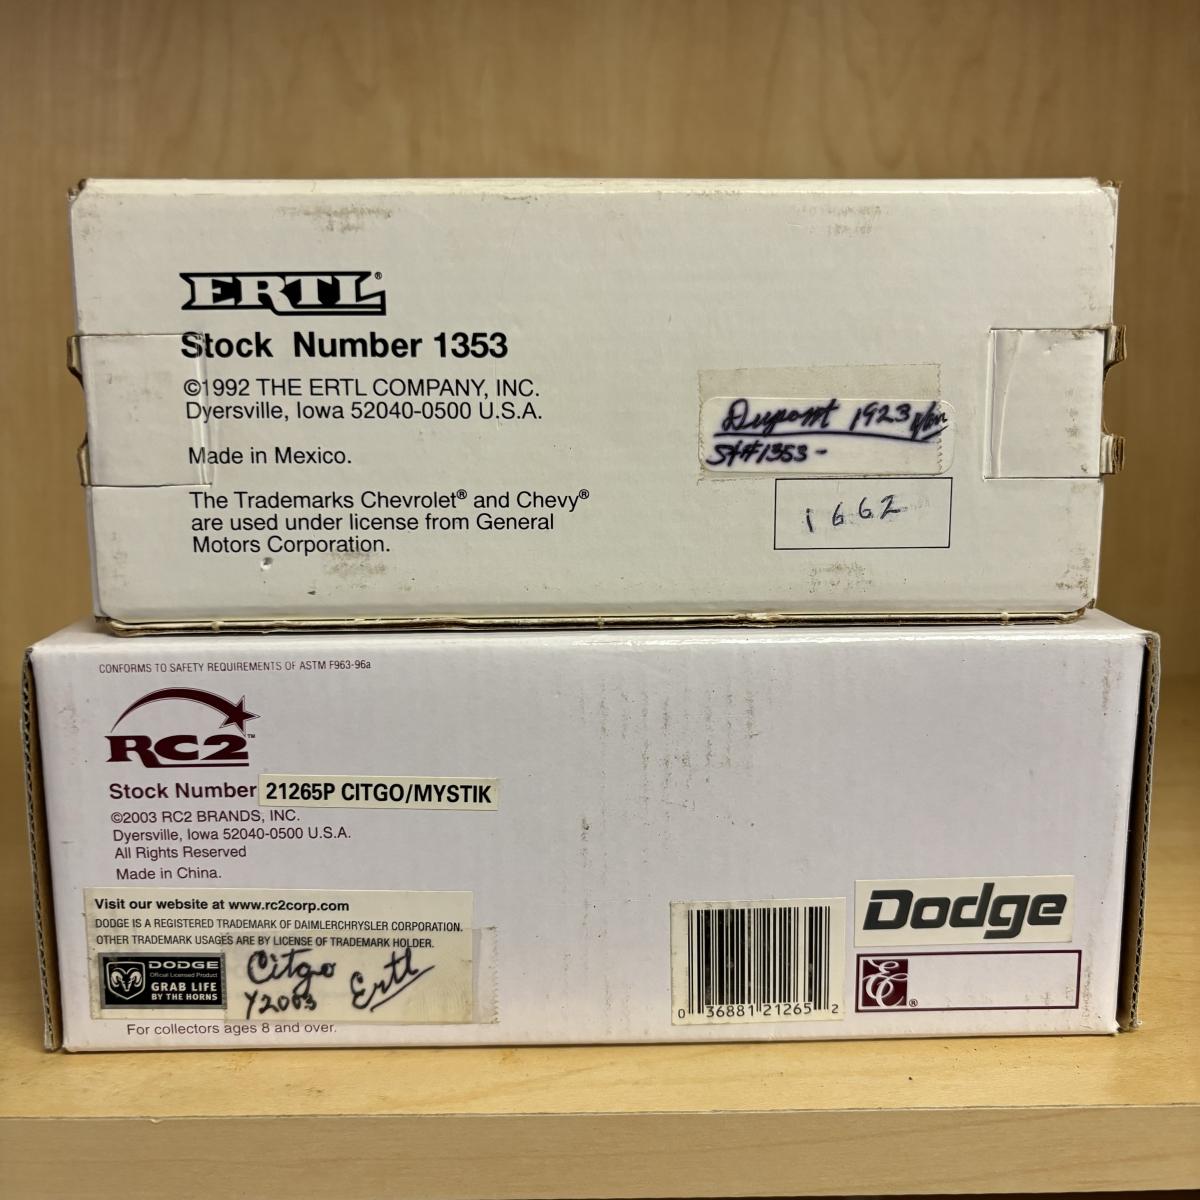 ERTL®
Stock Number 1353
©1992 THE ERTL COMPANY, INC.
Dyersville, Iowa 52040-0500 U.S.A.
Made in Mexico.
The Trademarks Chevrolet® and Chevy®
are used under license from General
Motors Corporation.
Dupont 1923
St#1353-
1662
CONFORMS TO SAFETY REQUIREMENTS OF ASTM F963-96a
RC2™
Stock Number 21265P CITGO/MYSTIK
©2003 RC2 BRANDS, INC.
Dyersville, Iowa 52040-0500 U.S.A.
All Rights Reserved
Made in China.
Visit our website at www.rc2corp.com
DODGE IS A REGISTERED TRADEMARK OF DAIMLERCHRYSLER CORPORATION.
OTHER TRADEMARK USAGES ARE BY LICENSE OF TRADEMARK HOLDER.
DODGE
Official Licensed Product
GRAB LIFE
BY THE HORNS
Citgo
Y2003
Ertl
For collectors ages 8 and over.
0 36881 21265 2
Dodge
®